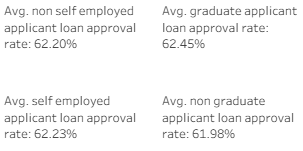 Avg. non self employed
applicant loan approval
rate: 62.20%
Avg. graduate applicant
loan approval rate:
62.45%
Avg. self employed
applicant loan approval
rate: 62.23%
Avg. non graduate
applicant loan approval
rate: 61.98%